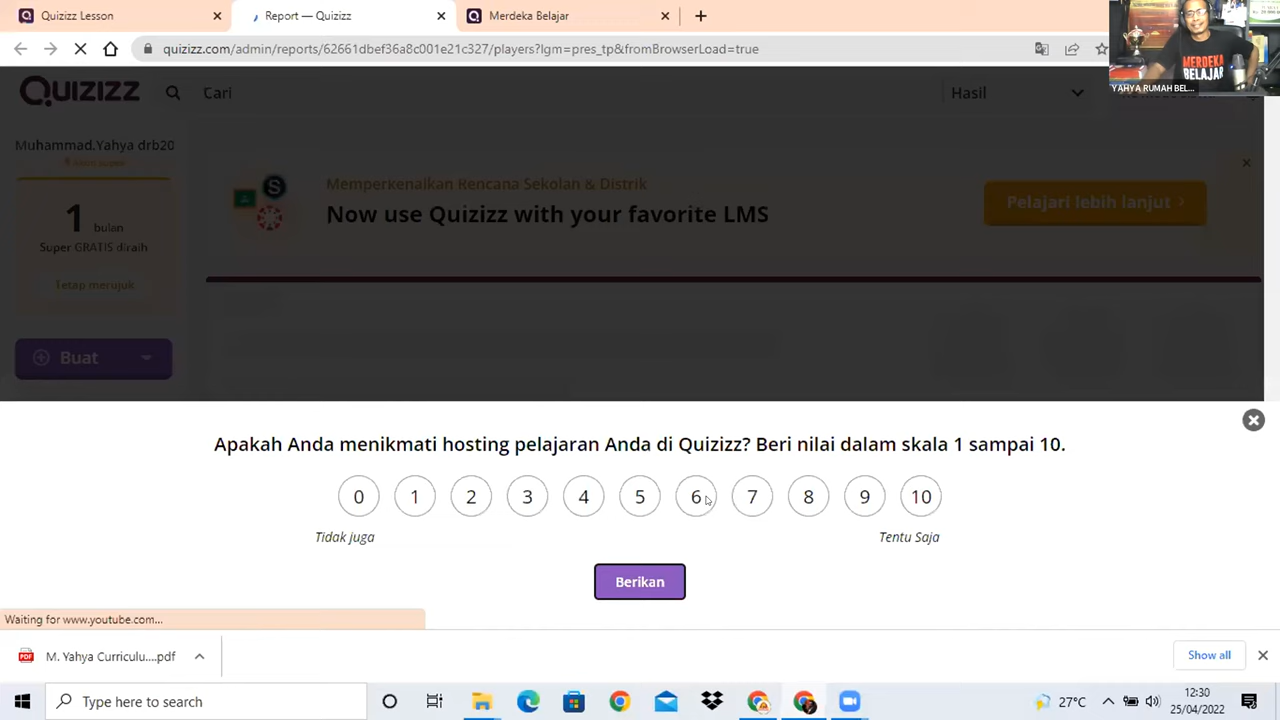 Quizizz Lesson
Report — Quizizz
Merdeka Belajar
quizizz.com/admin/reports/62661dbef36a8c001e21c327/players?lgm=pres_tp&fromBrowserLoad=true
MERDEKA
BELAJAR
YAHYA RUMAH BEL...
QUIZIZZ
Cari
Hasil
Muhammad.Yahya drb20
Memperkenalkan Rencana Sekolah & Distrik
Now use Quizizz with your favorite LMS
Pelajari lebih lanjut
S
1 bulan
Super GRATIS diraih
Tetap merujuk
Buat
Apakah Anda menikmati hosting pelajaran Anda di Quizizz? Beri nilai dalam skala 1 sampai 10.
0 1 2 3 4 5 6 7 8 9 10
Tidak juga
Tentu Saja
Berikan
Waiting for www.youtube.com...
PDF
M. Yahya Curriculu....pdf
Show all
Type here to search
27°C
12:30
25/04/2022